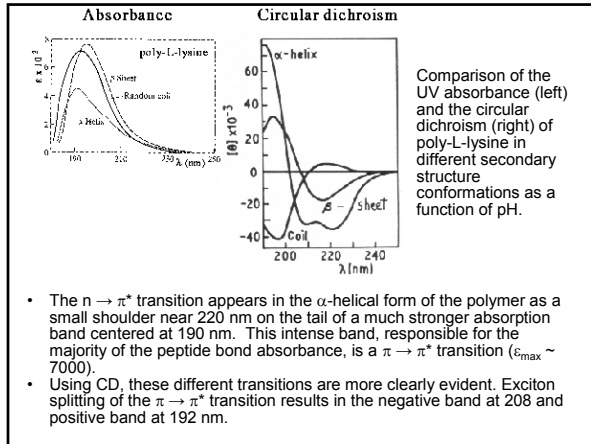 Absorbance
Circular dichroism
poly-L-lysine
ε x 10⁻³
8
6
4
2
0
β Sheet
Random coil
α Helix
190
220
250
λ (nm)
[θ] x10⁻³
60
40
20
0
-20
-40
α-helix
β - sheet
Coil
200
220
240
λ[nm]
Comparison of the
UV absorbance (left)
and the circular
dichroism (right) of
poly-L-lysine in
different secondary
structure
conformations as a
function of pH.
• The n → π* transition appears in the α-helical form of the polymer as a
small shoulder near 220 nm on the tail of a much stronger absorption
band centered at 190 nm. This intense band, responsible for the
majority of the peptide bond absorbance, is a π → π* transition (εmax ~
7000).
• Using CD, these different transitions are more clearly evident. Exciton
splitting of the π → π* transition results in the negative band at 208 and
positive band at 192 nm.